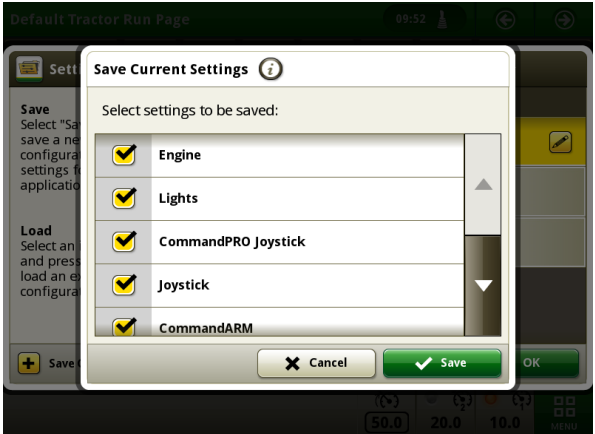 Default Tractor Run Page
09:52
Save Current Settings
Select settings to be saved:
Engine
Lights
CommandPRO Joystick
Joystick
CommandARM
Cancel
Save
Save
Select "Sa
save a ne
configura
settings f
applicatio
Load
Select an
and press
load an ex
configura
Save
OK
50.0
20.0
10.0
MENU